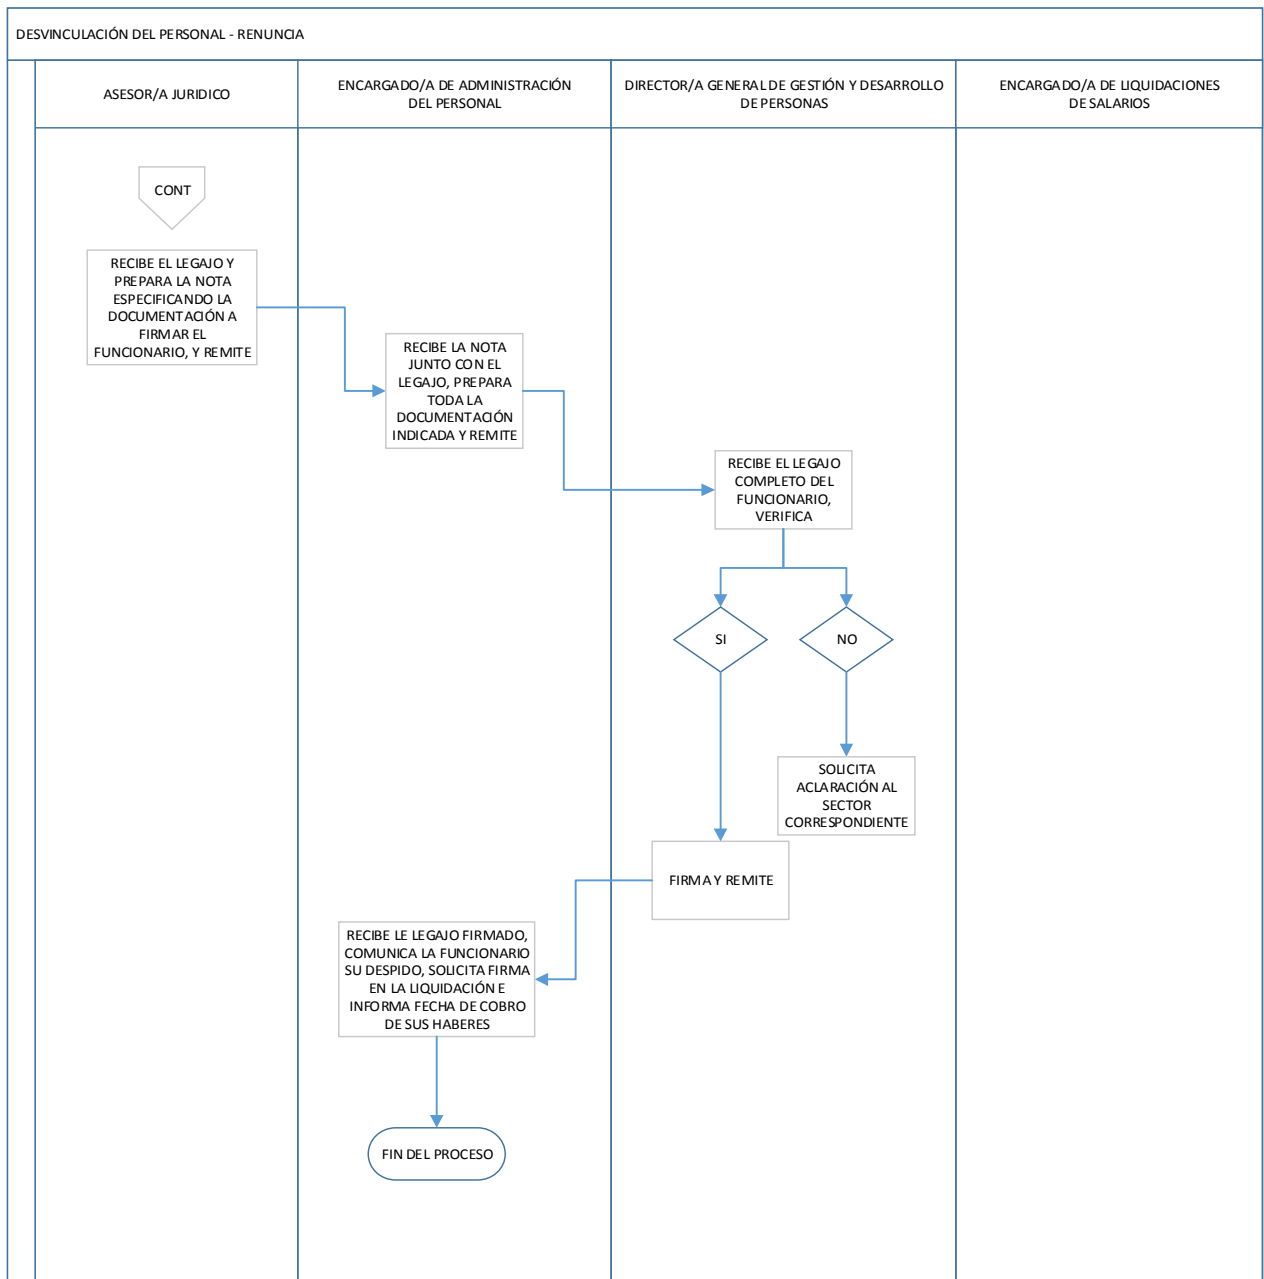 DESVINCULACIÓN DEL PERSONAL - RENUNCIA
ASESOR/A JURIDICO
ENCARGADO/A DE ADMINISTRACIÓN
DEL PERSONAL
DIRECTOR/A GENERAL DE GESTIÓN Y DESARROLLO
DE PERSONAS
ENCARGADO/A DE LIQUIDACIONES
DE SALARIOS
CONT
RECIBE EL LEGAJO Y
PREPARA LA NOTA
ESPECIFICANDO LA
DOCUMENTACIÓN A
FIRMAR EL
FUNCIONARIO, Y REMITE
RECIBE LA NOTA
JUNTO CON EL
LEGAJO, PREPARA
TODA LA
DOCUMENTACIÓN
INDICADA Y REMITE
RECIBE EL LEGAJO
COMPLETO DEL
FUNCIONARIO,
VERIFICA
SI
NO
SOLICITA
ACLARACIÓN AL
SECTOR
CORRESPONDIENTE
FIRMA Y REMITE
RECIBE LE LEGAJO FIRMADO,
COMUNICA LA FUNCIONARIO
SU DESPIDO, SOLICITA FIRMA
EN LA LIQUIDACIÓN E
INFORMA FECHA DE COBRO
DE SUS HABERES
FIN DEL PROCESO